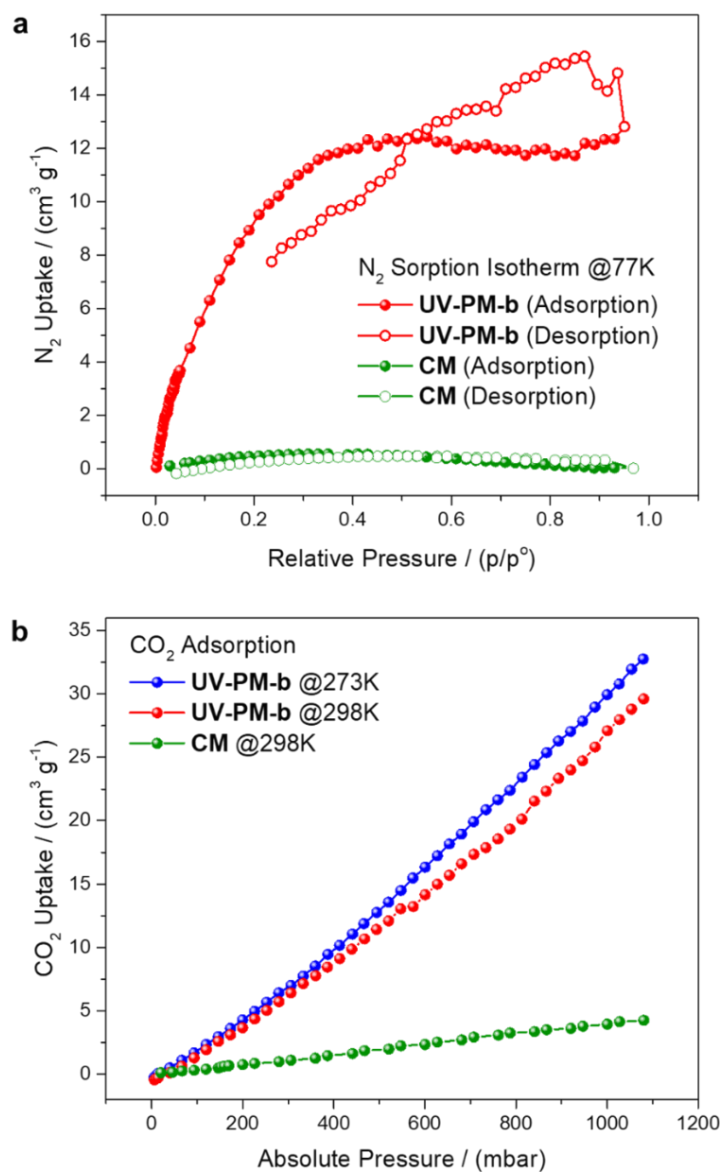 a
16
14
12
10
8
6
4
2
0
N₂ Uptake / (cm³ g⁻¹)
N₂ Sorption Isotherm @77K
UV-PM-b (Adsorption)
UV-PM-b (Desorption)
CM (Adsorption)
CM (Desorption)
0.0 0.2 0.4 0.6 0.8 1.0
Relative Pressure / (p/p°)
b
35
30
25
20
15
10
5
0
CO₂ Uptake / (cm³ g⁻¹)
CO₂ Adsorption
UV-PM-b @273K
UV-PM-b @298K
CM @298K
0 200 400 600 800 1000 1200
Absolute Pressure / (mbar)